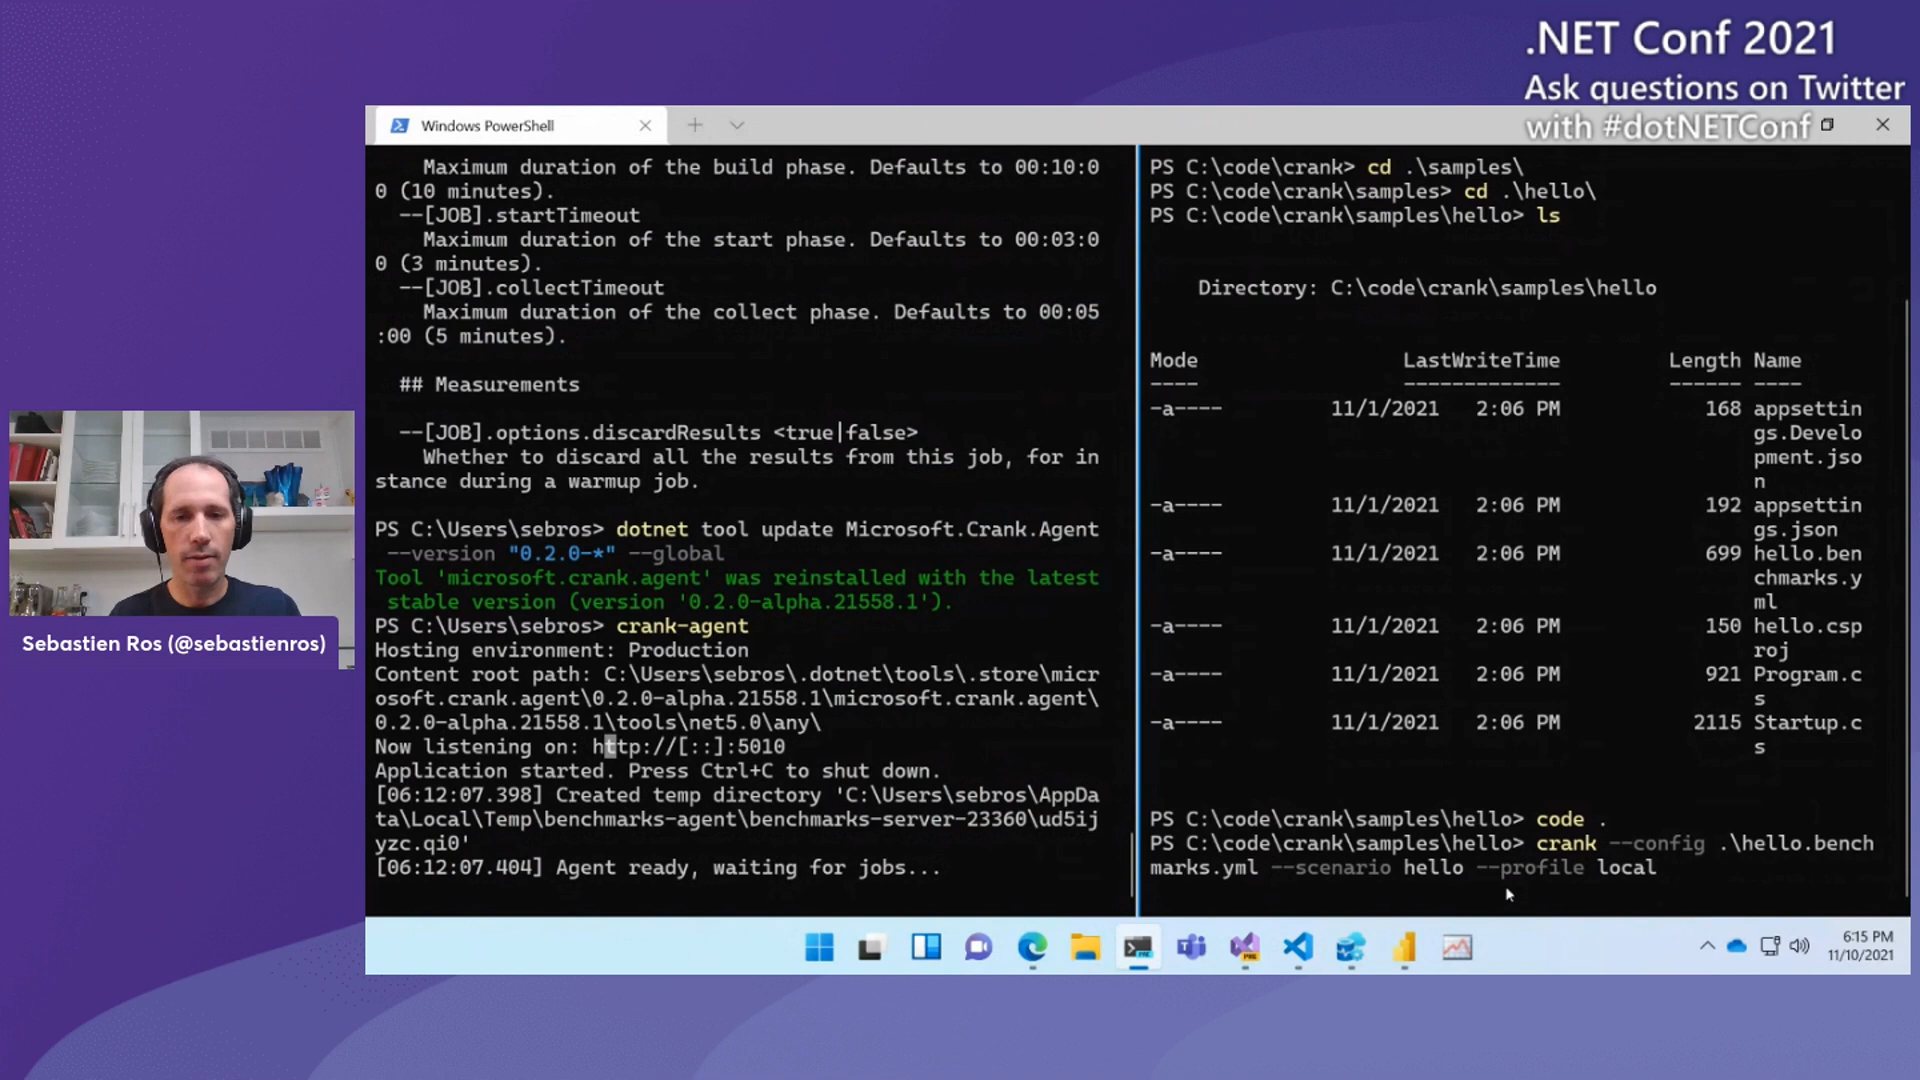 .NET Conf 2021
Ask questions on Twitter
with #dotNETConf
Windows PowerShell
Maximum duration of the build phase. Defaults to 00:10:0
0 (10 minutes).
--[JOB].startTimeout
Maximum duration of the start phase. Defaults to 00:03:0
0 (3 minutes).
--[JOB].collectTimeout
Maximum duration of the collect phase. Defaults to 00:05
:00 (5 minutes).
## Measurements
--[JOB].options.discardResults <true|false>
Whether to discard all the results from this job, for in
stance during a warmup job.
PS C:\Users\sebros> dotnet tool update Microsoft.Crank.Agent
--version "0.2.0-*" --global
Tool 'microsoft.crank.agent' was reinstalled with the latest
stable version (version '0.2.0-alpha.21558.1').
PS C:\Users\sebros> crank-agent
Hosting environment: Production
Content root path: C:\Users\sebros\.dotnet\tools\.store\micr
osoft.crank.agent\0.2.0-alpha.21558.1\microsoft.crank.agent\
0.2.0-alpha.21558.1\tools\net5.0\any\
Now listening on: http://[::]:5010
Application started. Press Ctrl+C to shut down.
[06:12:07.398] Created temp directory 'C:\Users\sebros\AppDa
ta\Local\Temp\benchmarks-agent\benchmarks-server-23360\ud5ij
yzc.qi0'
[06:12:07.404] Agent ready, waiting for jobs...
PS C:\code\crank> cd .\samples\
PS C:\code\crank\samples> cd .\hello\
PS C:\code\crank\samples\hello> ls
Directory: C:\code\crank\samples\hello
Mode LastWriteTime Length Name
---- ------------- ------ ----
-a---- 11/1/2021 2:06 PM 168 appsettin
gs.Develo
pment.jso
n
-a---- 11/1/2021 2:06 PM 192 appsettin
gs.json
-a---- 11/1/2021 2:06 PM 699 hello.ben
chmarks.y
ml
-a---- 11/1/2021 2:06 PM 150 hello.csp
roj
-a---- 11/1/2021 2:06 PM 921 Program.c
s
-a---- 11/1/2021 2:06 PM 2115 Startup.c
s
PS C:\code\crank\samples\hello> code .
PS C:\code\crank\samples\hello> crank --config .\hello.bench
marks.yml --scenario hello --profile local
Sebastien Ros (@sebastienros)
6:15 PM
11/10/2021